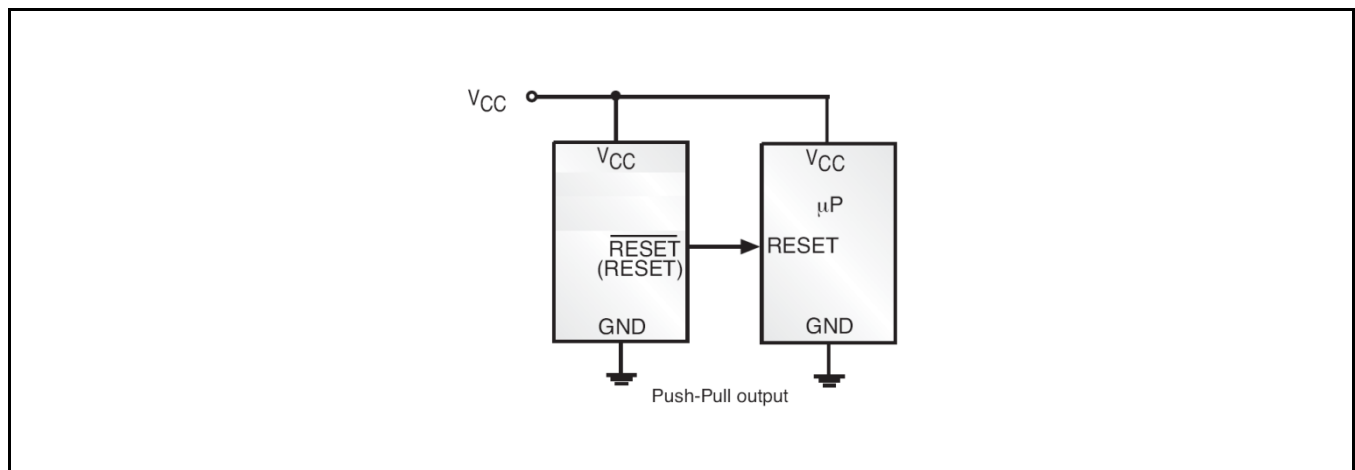 VCC
VCC
VCC
μP
RESET
(RESET)
RESET
GND
GND
Push-Pull output